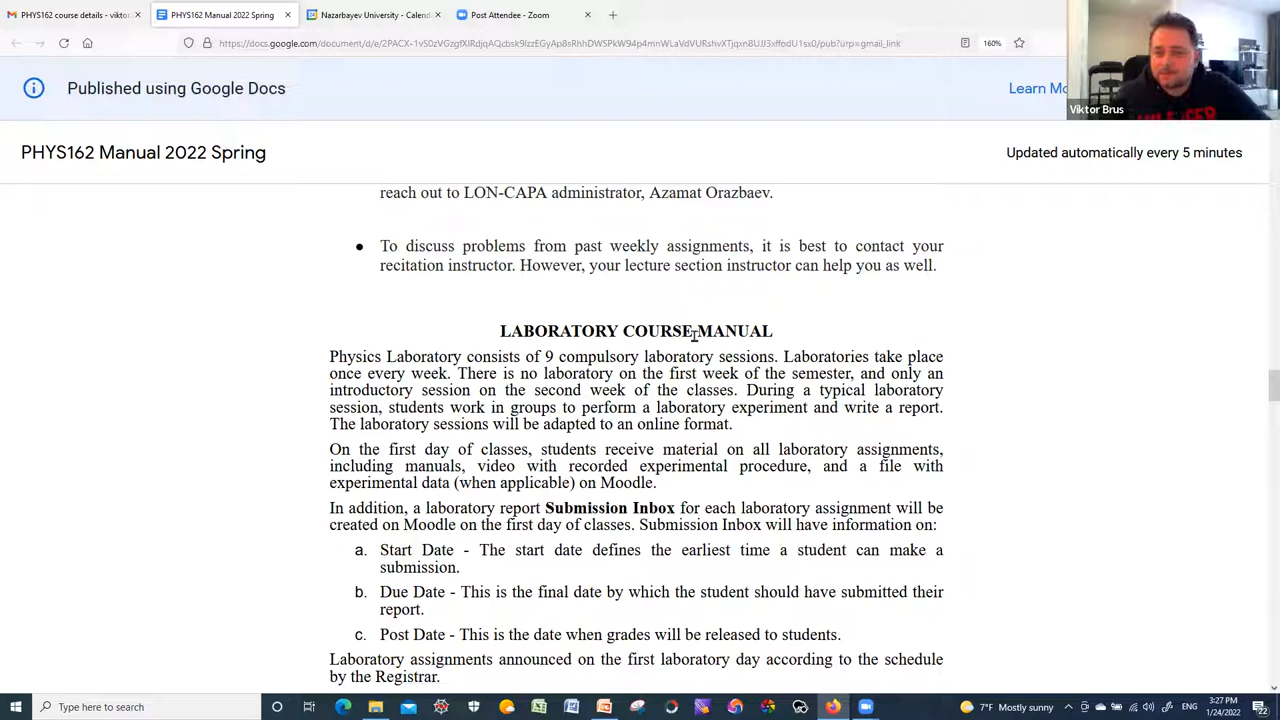 PHYS162 course details - viktor
PHYS162 Manual 2022 Spring
Nazarbayev University - Calend
Post Attendee - Zoom
160%
Published using Google Docs
Learn Mo
Viktor Brus
PHYS162 Manual 2022 Spring
Updated automatically every 5 minutes
reach out to LON-CAPA administrator, Azamat Orazbaev.
● To discuss problems from past weekly assignments, it is best to contact your
recitation instructor. However, your lecture section instructor can help you as well.
LABORATORY COURSE MANUAL
Physics Laboratory consists of 9 compulsory laboratory sessions. Laboratories take place
once every week. There is no laboratory on the first week of the semester, and only an
introductory session on the second week of the classes. During a typical laboratory
session, students work in groups to perform a laboratory experiment and write a report.
The laboratory sessions will be adapted to an online format.
On the first day of classes, students receive material on all laboratory assignments,
including manuals, video with recorded experimental procedure, and a file with
experimental data (when applicable) on Moodle.
In addition, a laboratory report Submission Inbox for each laboratory assignment will be
created on Moodle on the first day of classes. Submission Inbox will have information on:
a. Start Date - The start date defines the earliest time a student can make a
submission.
b. Due Date - This is the final date by which the student should have submitted their
report.
c. Post Date - This is the date when grades will be released to students.
Laboratory assignments announced on the first laboratory day according to the schedule
by the Registrar.
Type here to search
7°F Mostly sunny
ENG
3:27 PM
1/24/2022
22